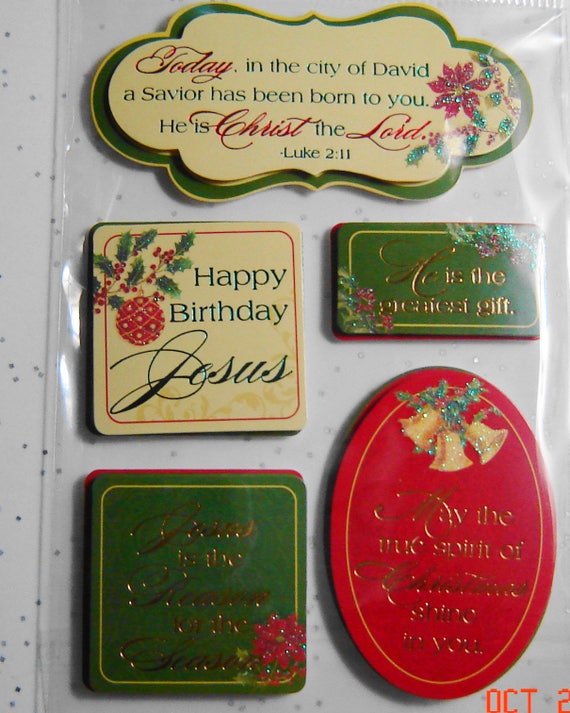 Today, in the city of David
a Savior has been born to you.
He is Christ the Lord.
-Luke 2:11
Happy
Birthday
Jesus
He is the
greatest gift.
Jesus
is the
Reason
for the
Season
May the
true spirit of
Christmas
shine
in you.
OCT 2